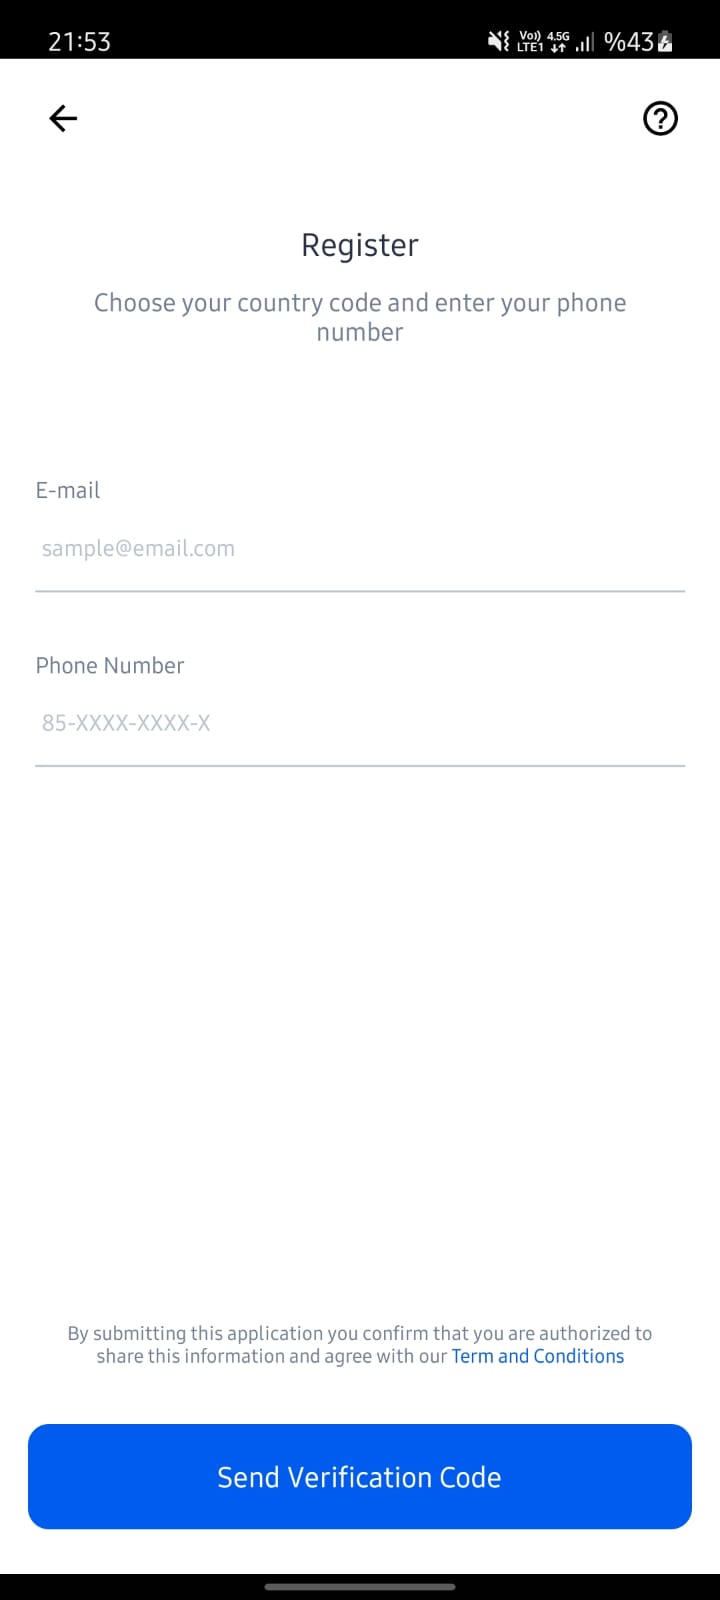 21:53
Vo)) 4.5G
LTE1
%43
Register
Choose your country code and enter your phone
number
E-mail
sample@email.com
Phone Number
85-XXXX-XXXX-X
By submitting this application you confirm that you are authorized to
share this information and agree with our Term and Conditions
Send Verification Code